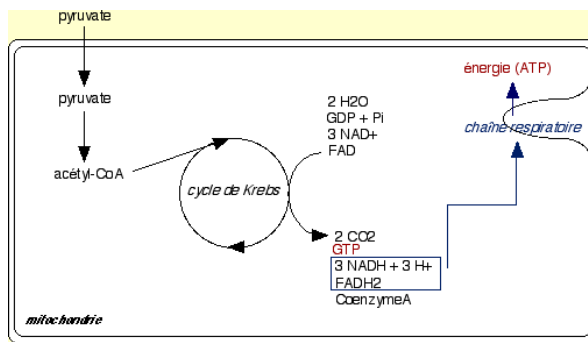 pyruvate
pyruvate
acétyl-CoA
cycle de Krebs
2 H2O
GDP + Pi
3 NAD+
FAD
2 CO2
GTP
3 NADH + 3 H+
FADH2
CoenzymeA
énergie (ATP)
chaîne respiratoire
mitochondrie